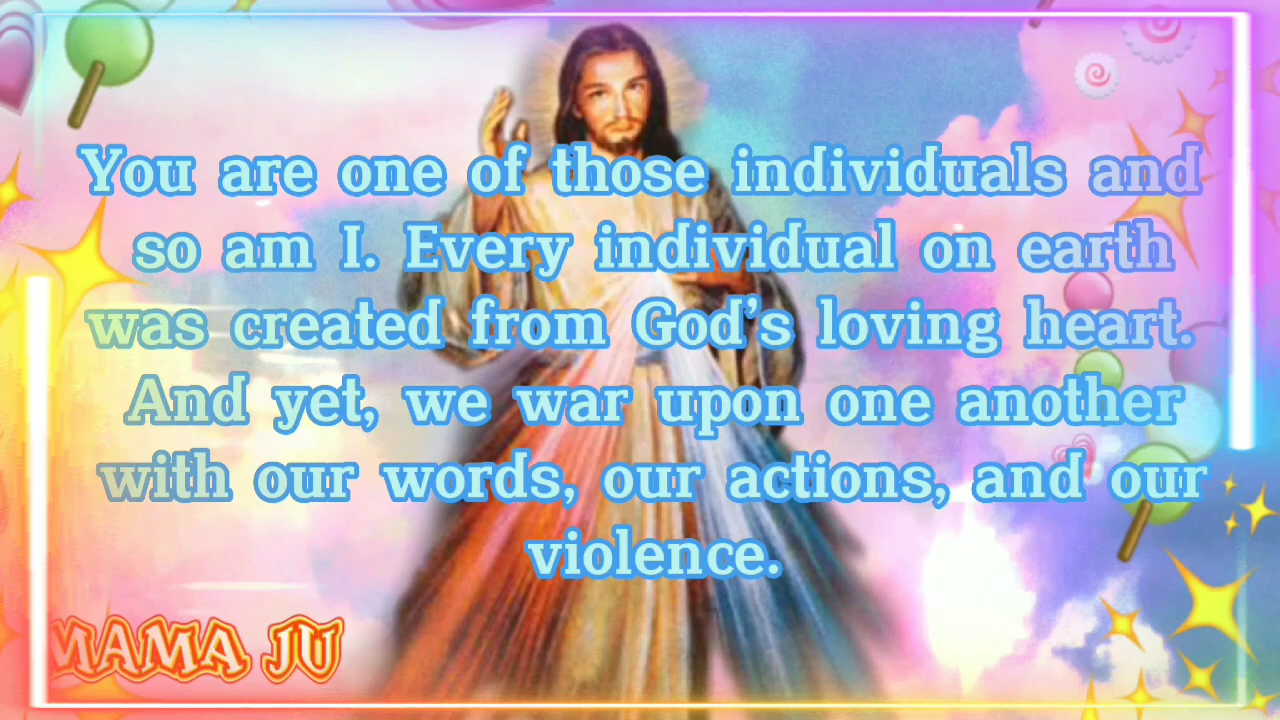 You are one of those individuals and
so am I. Every individual on earth
was created from God's loving heart.
And yet, we war upon one another
with our words, our actions, and our
violence.
MAMA JU